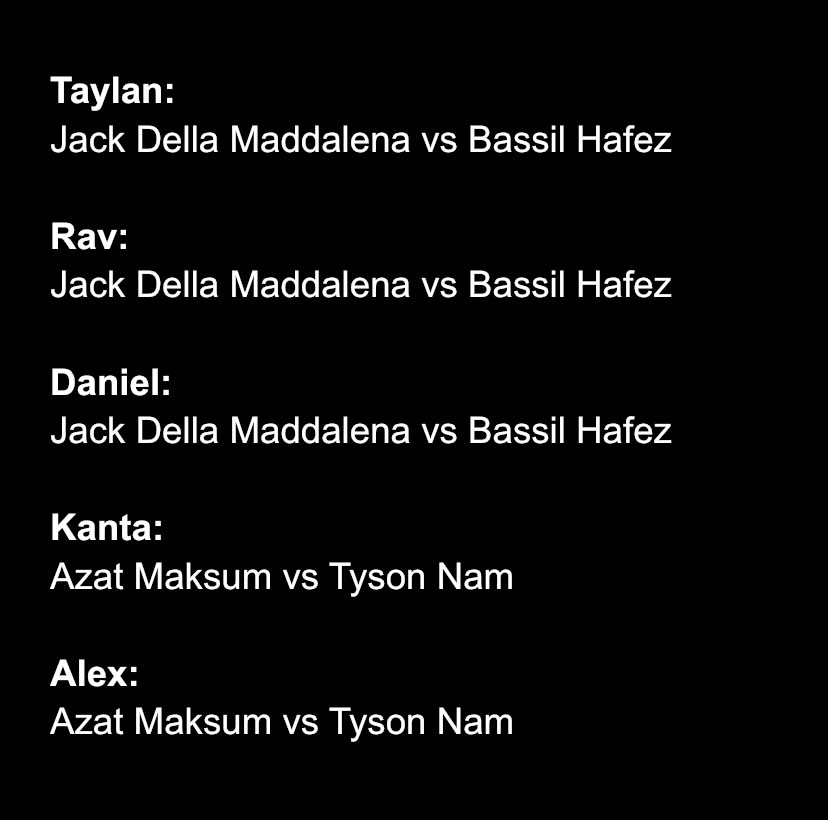 Taylan:
Jack Della Maddalena vs Bassil Hafez
Rav:
Jack Della Maddalena vs Bassil Hafez
Daniel:
Jack Della Maddalena vs Bassil Hafez
Kanta:
Azat Maksum vs Tyson Nam
Alex:
Azat Maksum vs Tyson Nam